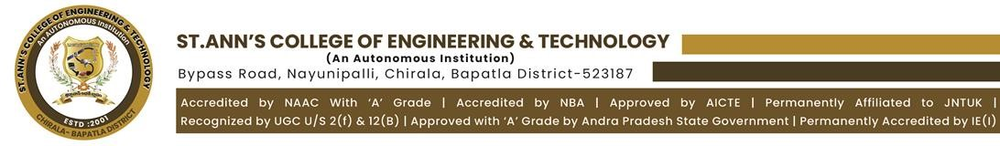 ST.ANN'S COLLEGE OF ENGINEERING & TECHNOLOGY
An AUTONOMOUS Institution
ESTD :2001
CHIRALA- BAPATLA DISTRICT
ST.ANN'S COLLEGE OF ENGINEERING & TECHNOLOGY
(An Autonomous Institution)
Bypass Road, Nayunipalli, Chirala, Bapatla District-523187
Accredited by NAAC With 'A' Grade | Accredited by NBA | Approved by AICTE | Permanently Affiliated to JNTUK |
Recognized by UGC U/S 2(f) & 12(B) | Approved with 'A' Grade by Andra Pradesh State Government | Permanently Accredited by IE(I)